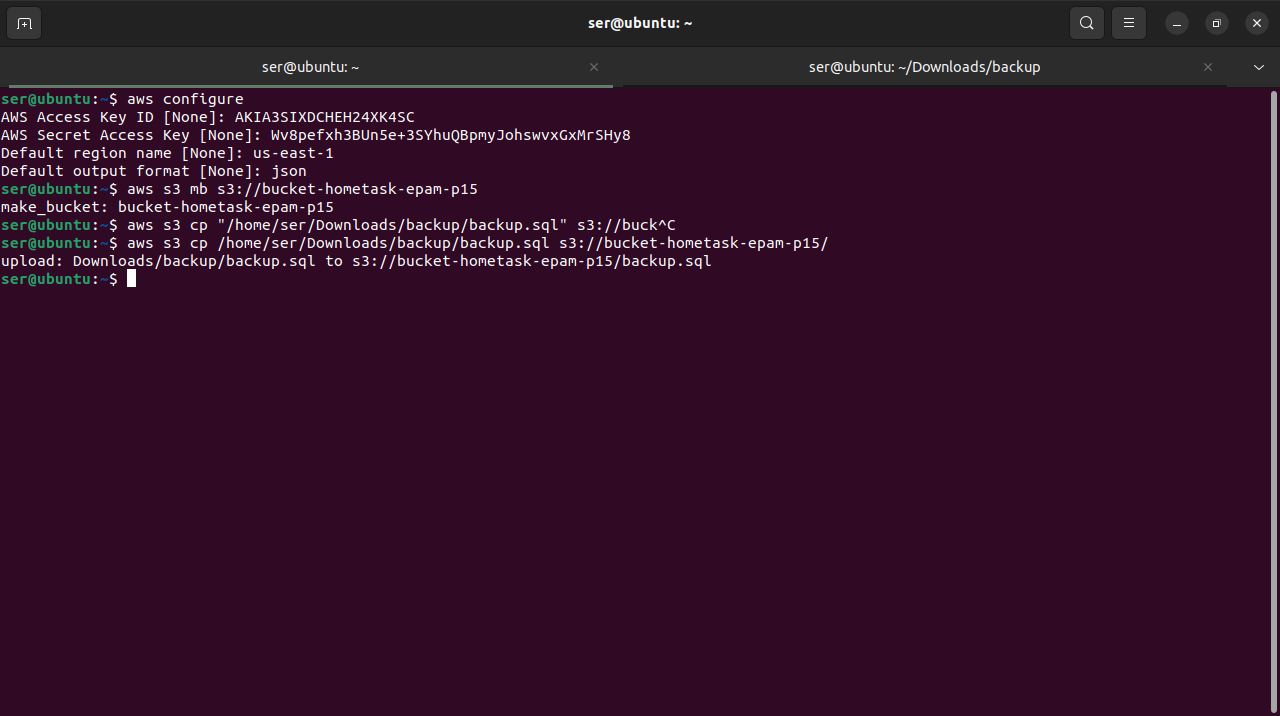 ser@ubuntu: ~
ser@ubuntu: ~
ser@ubuntu: ~/Downloads/backup
ser@ubuntu:~$ aws configure
AWS Access Key ID [None]: AKIA3SIXDCHEH24XK4SC
AWS Secret Access Key [None]: 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
Default region name [None]: us-east-1
Default output format [None]: json
ser@ubuntu:~$ aws s3 mb s3://bucket-hometask-epam-p15
make_bucket: bucket-hometask-epam-p15
ser@ubuntu:~$ aws s3 cp "/home/ser/Downloads/backup/backup.sql" s3://buck^C
ser@ubuntu:~$ aws s3 cp /home/ser/Downloads/backup/backup.sql s3://bucket-hometask-epam-p15/
upload: Downloads/backup/backup.sql to s3://bucket-hometask-epam-p15/backup.sql
ser@ubuntu:~$